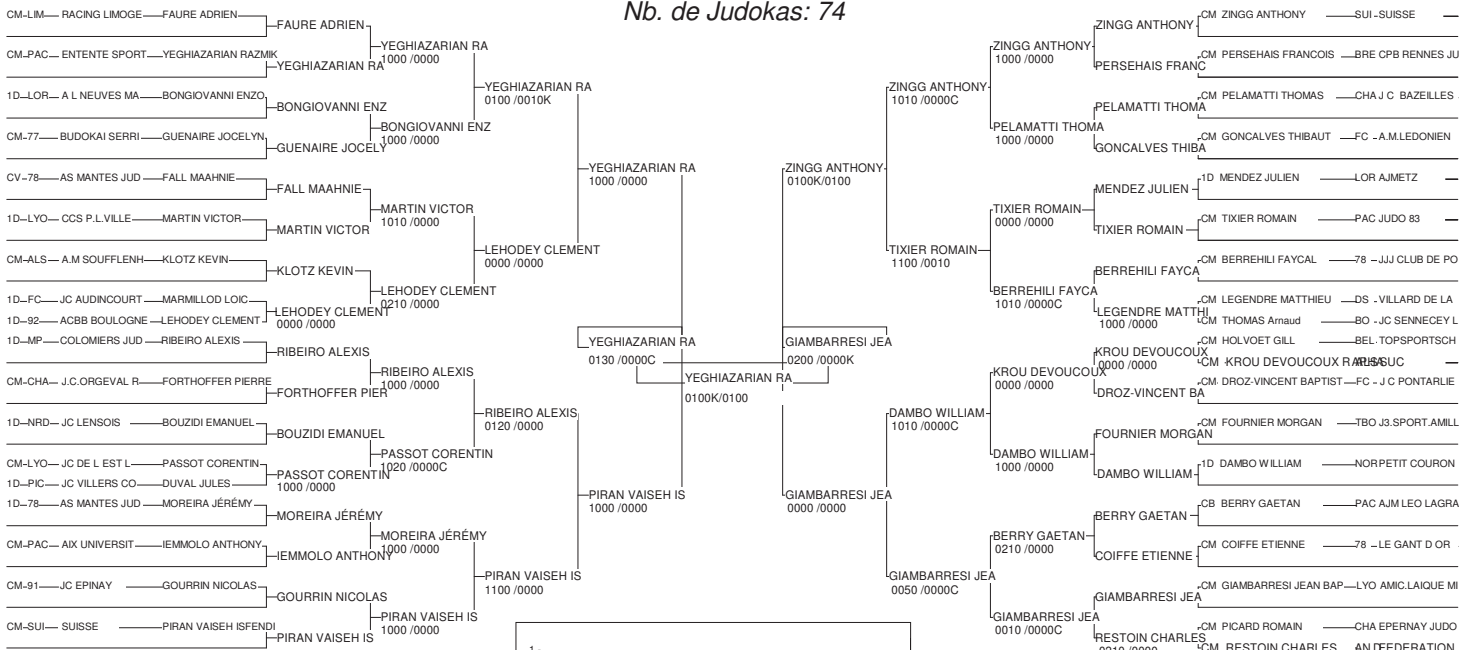 Nb. de Judokas: 74
CM-LIM RACING LIMOGE FAURE ADRIEN
CM-PAC ENTENTE SPORT YEGHIAZARIAN RAZMIK
1D-LOR A L NEUVES MA BONGIOVANNI ENZO
CM-77 BUDOKAI SERRI GUENAIRE JOCELYN
CV-78 AS MANTES JUD FALL MAAHNIE
1D-LYO CCS P.L.VILLE MARTIN VICTOR
CM-ALS A.M SOUFFLENH KLOTZ KEVIN
1D-FC JC AUDINCOURT MARMILLOD LOIC
1D-92 ACBB BOULOGNE LEHODEY CLEMENT
1D-MP COLOMIERS JUD RIBEIRO ALEXIS
CM-CHA J.C.ORGEVAL R FORTHOFFER PIERRE
1D-NRD JC LENSOIS BOUZIDI EMANUEL
CM-LYO JC DE L EST L PASSOT CORENTIN
1D-PIC JC VILLERS CO DUVAL JULES
1D-78 AS MANTES JUD MOREIRA JÉRÉMY
CM-PAC AIX UNIVERSIT IEMMOLO ANTHONY
CM-91 JC EPINAY GOURRIN NICOLAS
CM-SUI SUISSE PIRAN VAISEH ISFENDI
FAURE ADRIEN
YEGHIAZARIAN RA
BONGIOVANNI ENZ
GUENAIRE JOCELY
FALL MAAHNIE
MARTIN VICTOR
KLOTZ KEVIN
LEHODEY CLEMENT
0000 /0000
RIBEIRO ALEXIS
FORTHOFFER PIER
BOUZIDI EMANUEL
PASSOT CORENTIN
1000 /0000
MOREIRA JÉRÉMY
IEMMOLO ANTHONY
GOURRIN NICOLAS
PIRAN VAISEH IS
YEGHIAZARIAN RA
1000 /0000
BONGIOVANNI ENZ
1000 /0000
MARTIN VICTOR
1010 /0000
LEHODEY CLEMENT
0210 /0000
RIBEIRO ALEXIS
1000 /0000
PASSOT CORENTIN
1020 /0000C
MOREIRA JÉRÉMY
1000 /0000
PIRAN VAISEH IS
1000 /0000
YEGHIAZARIAN RA
0100 /0010K
LEHODEY CLEMENT
0000 /0000
RIBEIRO ALEXIS
0120 /0000
PIRAN VAISEH IS
1100 /0000
YEGHIAZARIAN RA
1000 /0000
PIRAN VAISEH IS
1000 /0000
YEGHIAZARIAN RA
0130 /0000C
YEGHIAZARIAN RA
0100K/0100
GIAMBARRESI JEA
0200 /0000K
ZINGG ANTHONY
0100K/0100
GIAMBARRESI JEA
0000 /0000
ZINGG ANTHONY
1010 /0000C
TIXIER ROMAIN
1100 /0010
DAMBO WILLIAM
1010 /0000C
GIAMBARRESI JEA
0050 /0000C
ZINGG ANTHONY
1000 /0000
PELAMATTI THOMA
1000 /0000
TIXIER ROMAIN
0000 /0000
BERREHILI FAYCA
1010 /0000C
KROU DEVOUCOUX
0000 /0000
DAMBO WILLIAM
1000 /0000
BERRY GAETAN
0210 /0000
GIAMBARRESI JEA
0010 /0000C
ZINGG ANTHONY
PERSEHAIS FRANC
PELAMATTI THOMA
GONCALVES THIBA
MENDEZ JULIEN
TIXIER ROMAIN
BERREHILI FAYCA
LEGENDRE MATTHI
1000 /0000
KROU DEVOUCOUX
0000 /0000
DROZ-VINCENT BA
FOURNIER MORGAN
DAMBO WILLIAM
BERRY GAETAN
COIFFE ETIENNE
GIAMBARRESI JEA
RESTOIN CHARLES
CM ZINGG ANTHONY SUI - SUISSE
CM PERSEHAIS FRANCOIS BRE CPB RENNES JU
CM PELAMATTI THOMAS CHA J C BAZEILLES
CM GONCALVES THIBAUT FC - A.M.LEDONIEN
1D MENDEZ JULIEN LOR AJMETZ
CM TIXIER ROMAIN PAC JUDO 83
CM BERREHILI FAYCAL 78 - JJJ CLUB DE PO
CM LEGENDRE MATTHIEU DS - VILLARD DE LA
CM THOMAS Arnaud BO - JC SENNECEY L
CM HOLVOET GILL BEL- TOPSPORTSCH
CM KROU DEVOUCOUX
CM DROZ-VINCENT BAPTIST FC - J C PONTARLIE
CM FOURNIER MORGAN TBO J3.SPORT.AMILL
1D DAMBO WILLIAM NOR PETIT COURON
CB BERRY GAETAN PAC AJM LEO LAGRA
CM COIFFE ETIENNE 78 - LE GANT D OR
CM GIAMBARRESI JEAN BAP LYO AMIC.LAIQUE MI
CM PICARD ROMAIN CHA EPERNAY JUDO
CM RESTOIN CHARLES